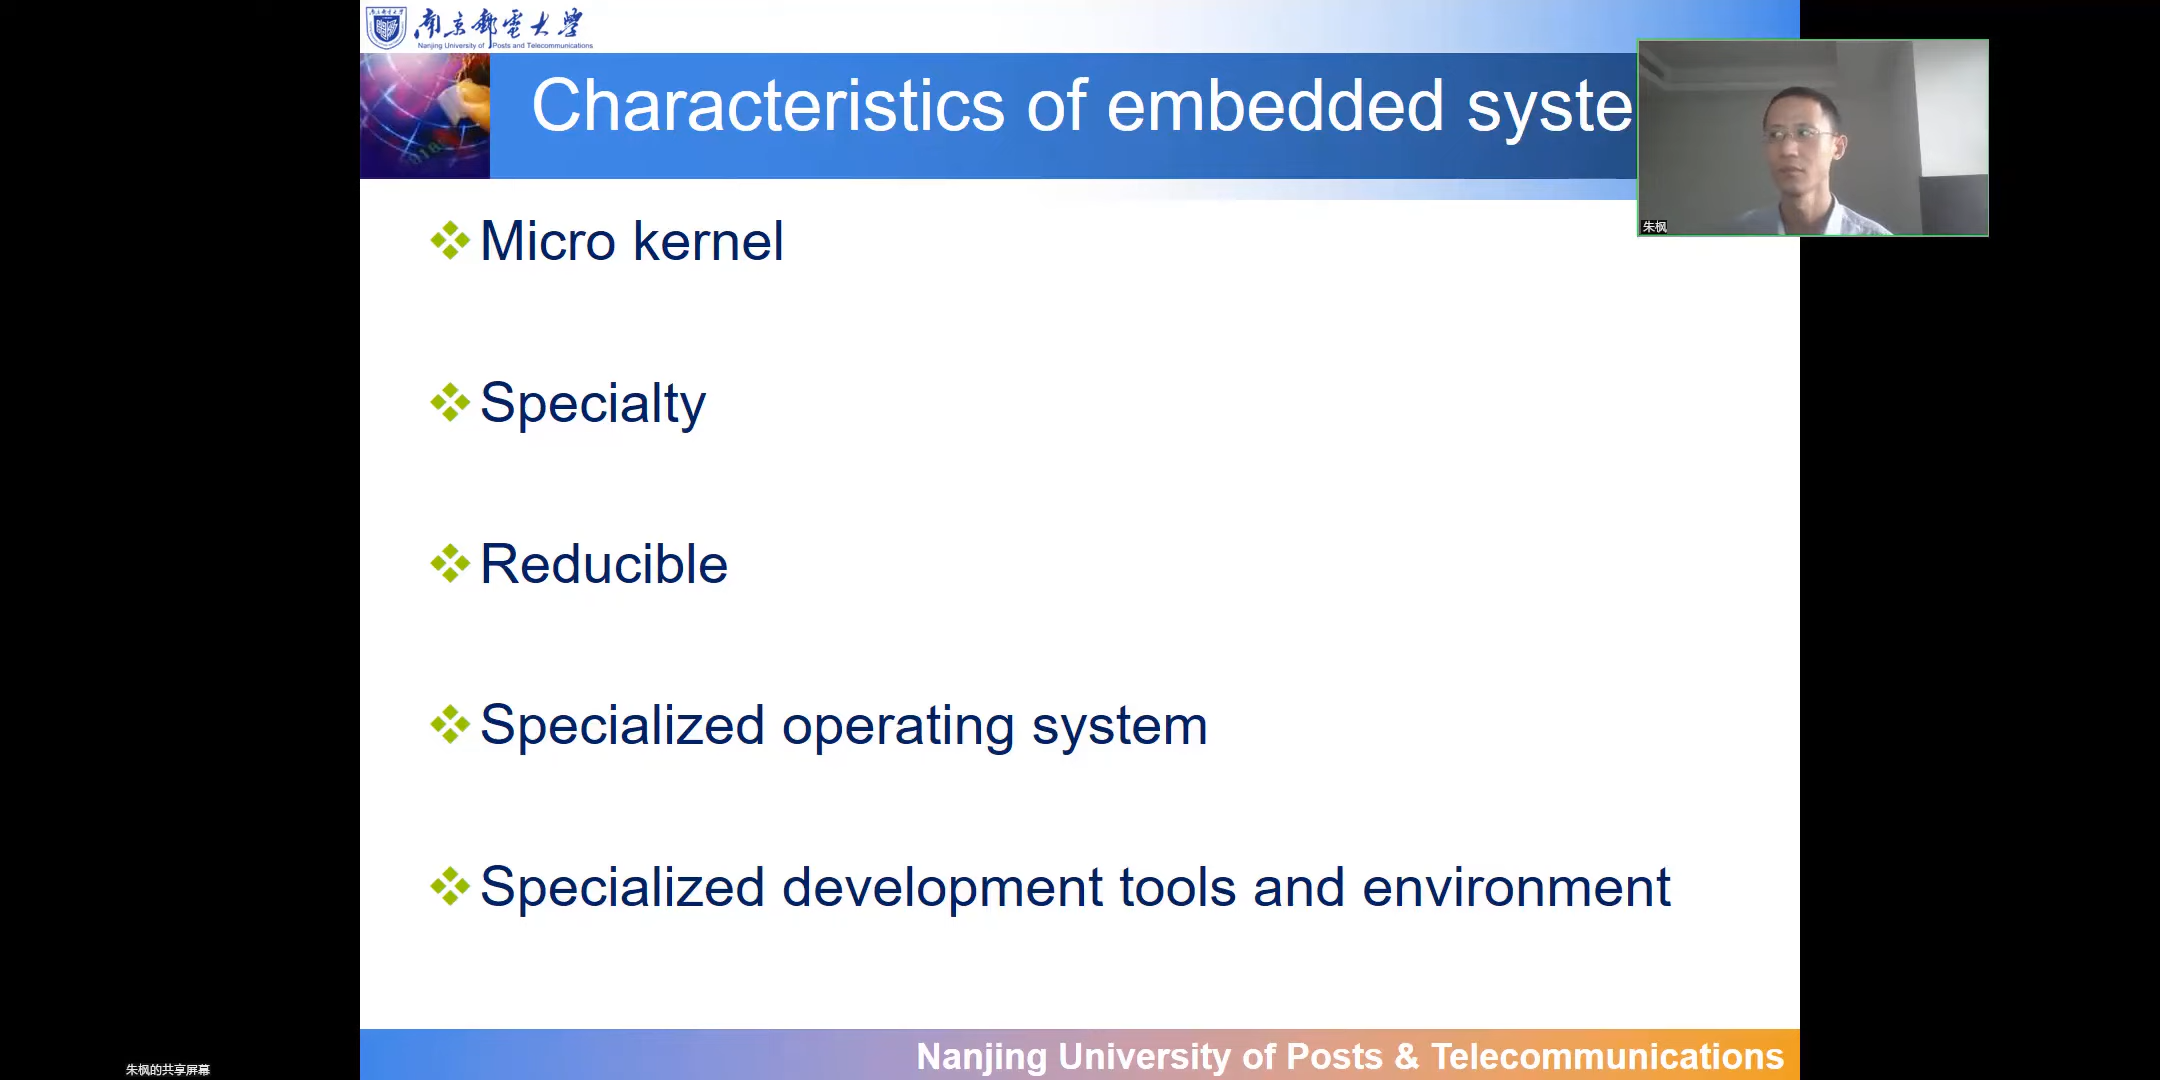 南京邮电大学
Nanjing University of Posts and Telecommunications
Characteristics of embedded syste
朱枫
Micro kernel
Specialty
Reducible
Specialized operating system
Specialized development tools and environment
Nanjing University of Posts & Telecommunications
朱枫的共享屏幕